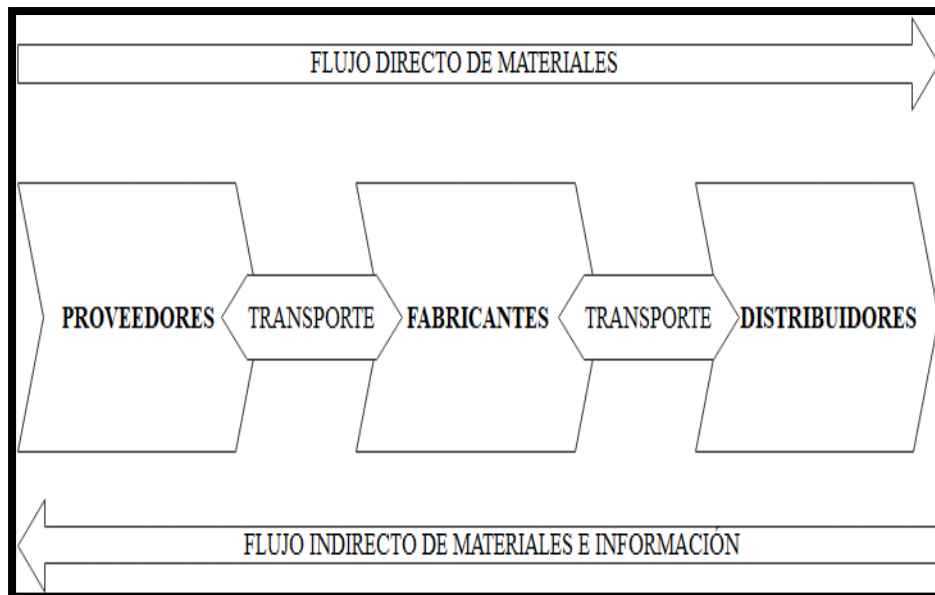 FLUJO DIRECTO DE MATERIALES
PROVEEDORES TRANSPORTE FABRICANTES TRANSPORTE DISTRIBUIDORES
FLUJO INDIRECTO DE MATERIALES E INFORMACIÓN